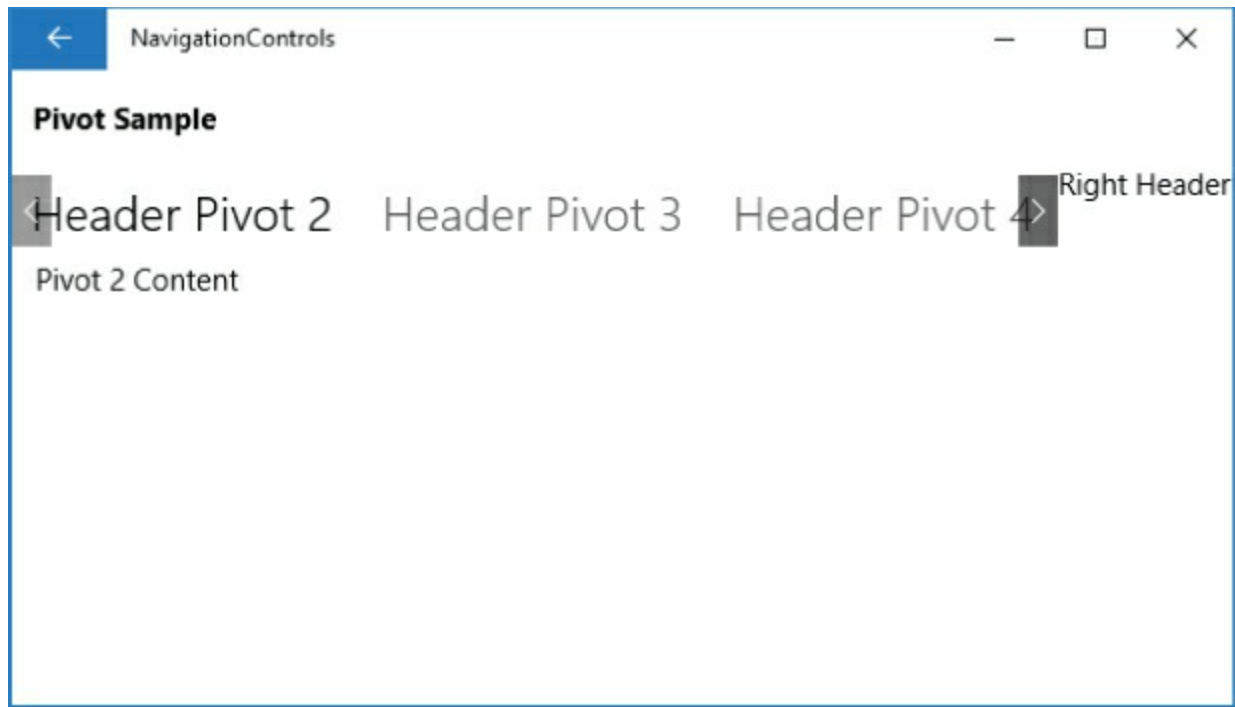 NavigationControls
Pivot Sample
Header Pivot 2 Header Pivot 3 Header Pivot 4 Right Header
Pivot 2 Content